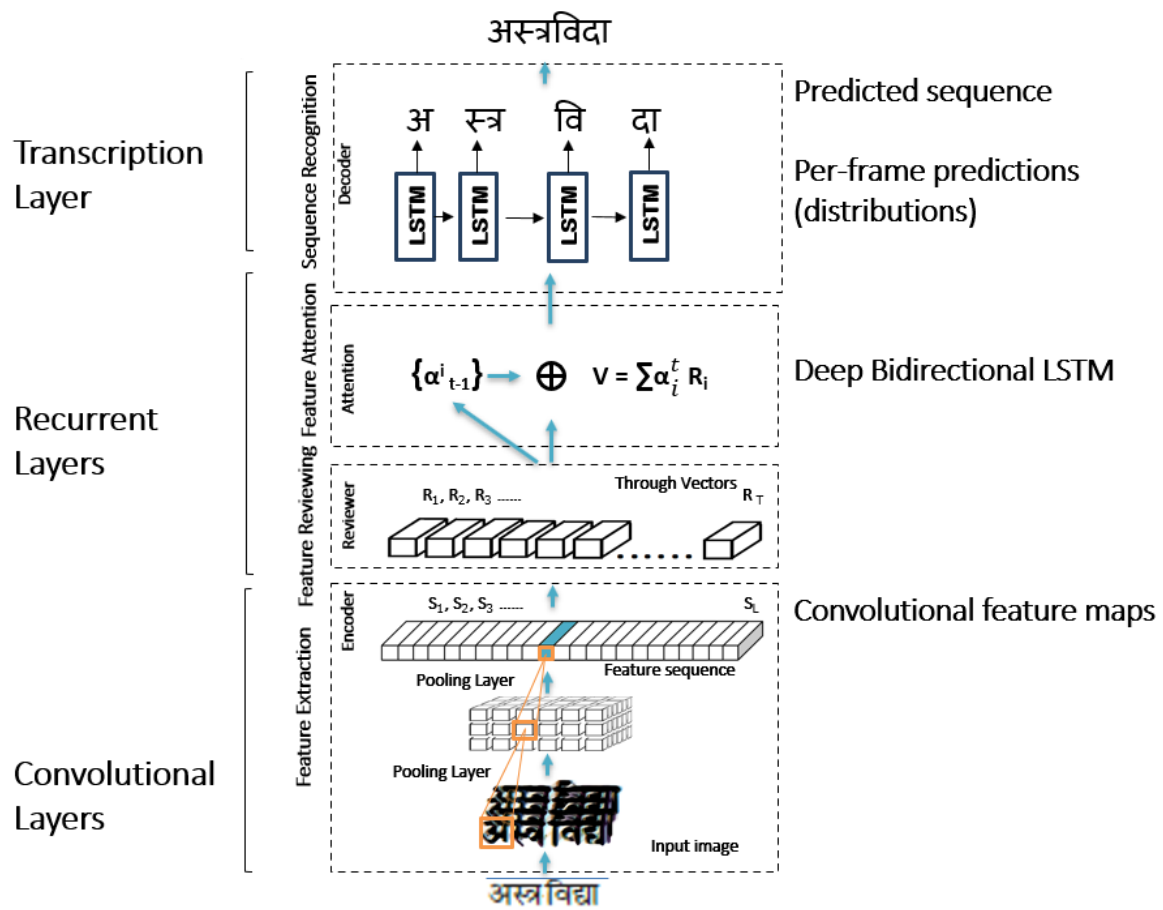 अस्त्रविदा
Transcription Layer
Sequence Recognition
Decoder
अ स्त्र वि दा
LSTM LSTM LSTM LSTM
Predicted sequence
Per-frame predictions (distributions)
Recurrent Layers
Feature Attention
Attention
{αⁱ t-1} ⊕ V = ∑αᵢᵗ Rᵢ
Deep Bidirectional LSTM
Feature Reviewing
Reviewer
Through Vectors
R₁, R₂, R₃ ...... R T
Convolutional Layers
Feature Extraction
Encoder
S₁, S₂, S₃ ...... S L
Convolutional feature maps
Feature sequence
Pooling Layer
Pooling Layer
अस्त्र विद्या
Input image
अस्त्र विद्या